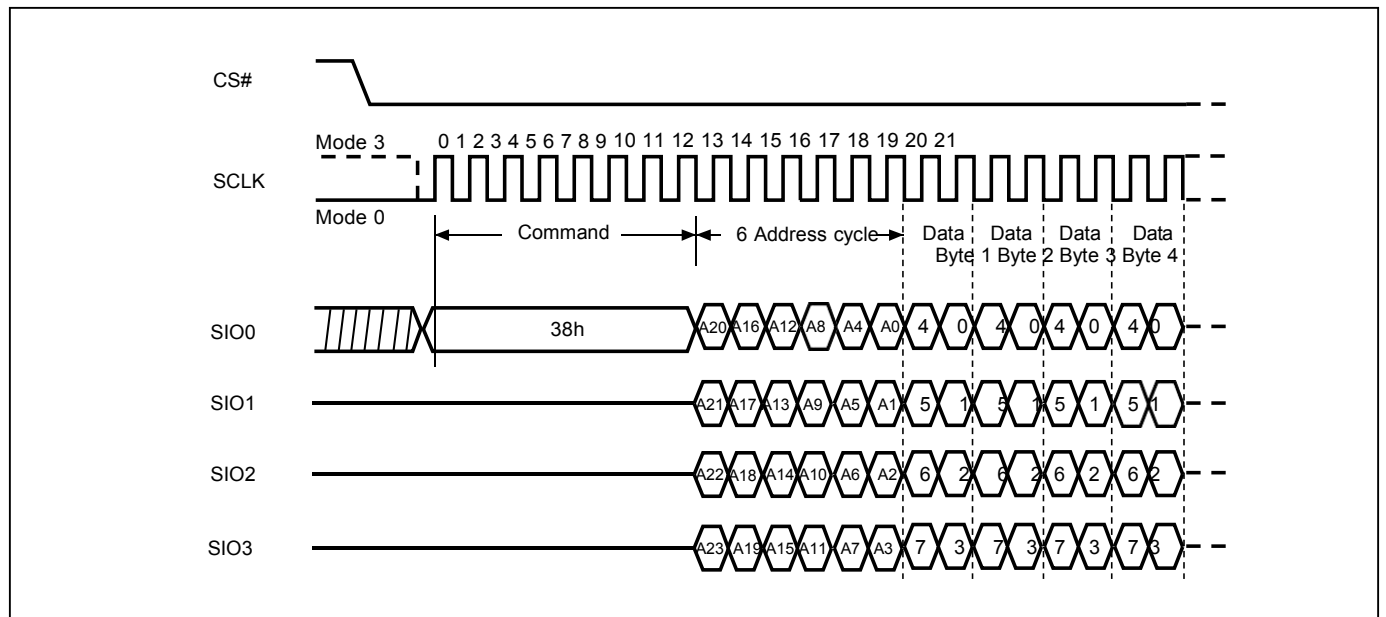 CS#
Mode 3
0 1 2 3 4 5 6 7 8 9 10 11 12 13 14 15 16 17 18 19 20 21
SCLK
Mode 0
Command
6 Address cycle
Data Data Data Data
Byte 1 Byte 2 Byte 3 Byte 4
SIO0 38h A20 A16 A12 A8 A4 A0 4 0 4 0 4 0 4 0
SIO1 A21 A17 A13 A9 A5 A1 5 1 5 1 5 1 5 1
SIO2 A22 A18 A14 A10 A6 A2 6 2 6 2 6 2 6 2
SIO3 A23 A19 A15 A11 A7 A3 7 3 7 3 7 3 7 3